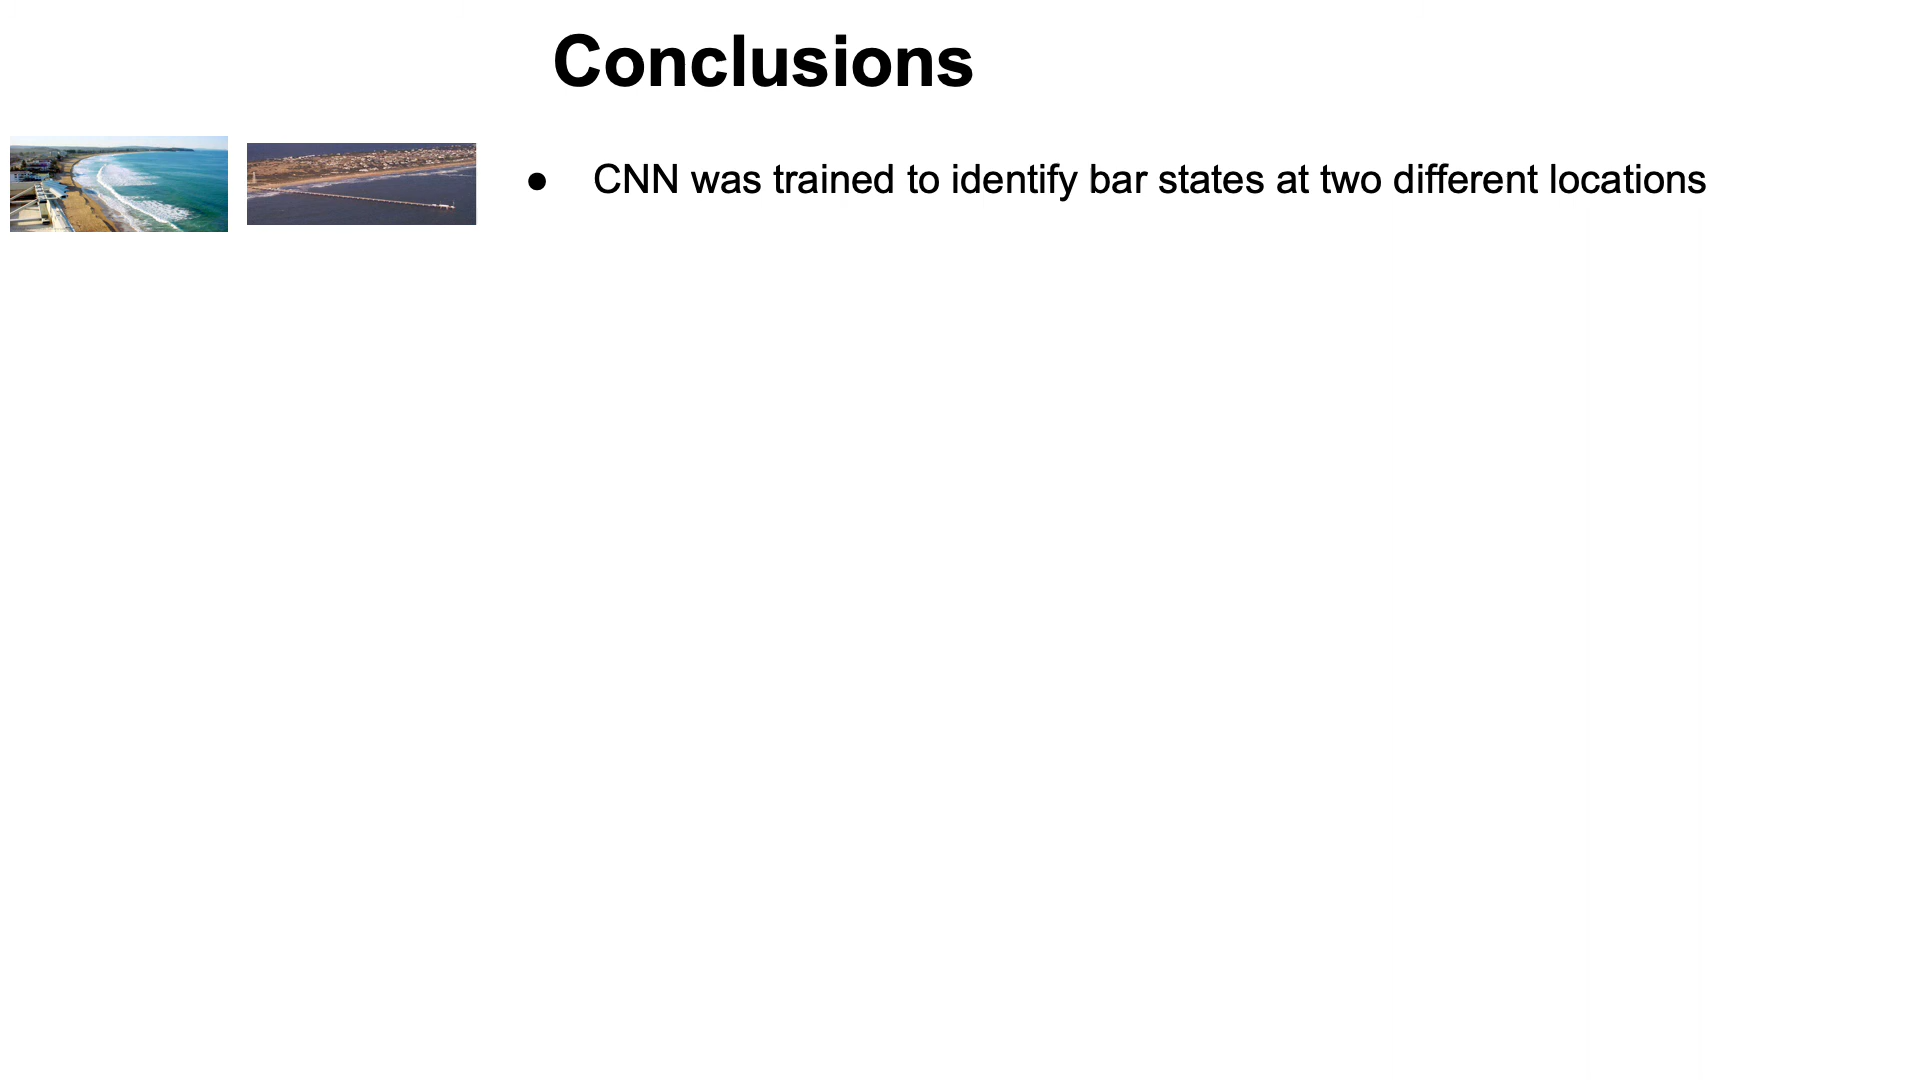 Conclusions
● CNN was trained to identify bar states at two different locations